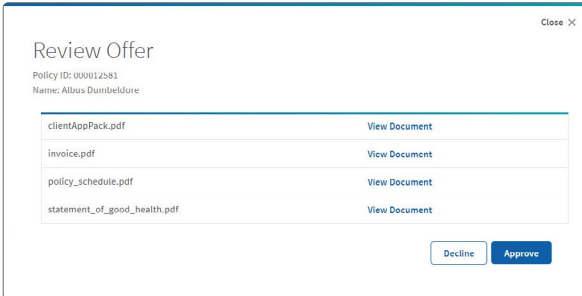 Close ×
Review Offer
Policy ID: 000012581
Name: Albus Dumbeldore
clientAppPack.pdf View Document
invoice.pdf View Document
policy_schedule.pdf View Document
statement_of_good_health.pdf View Document
Decline Approve